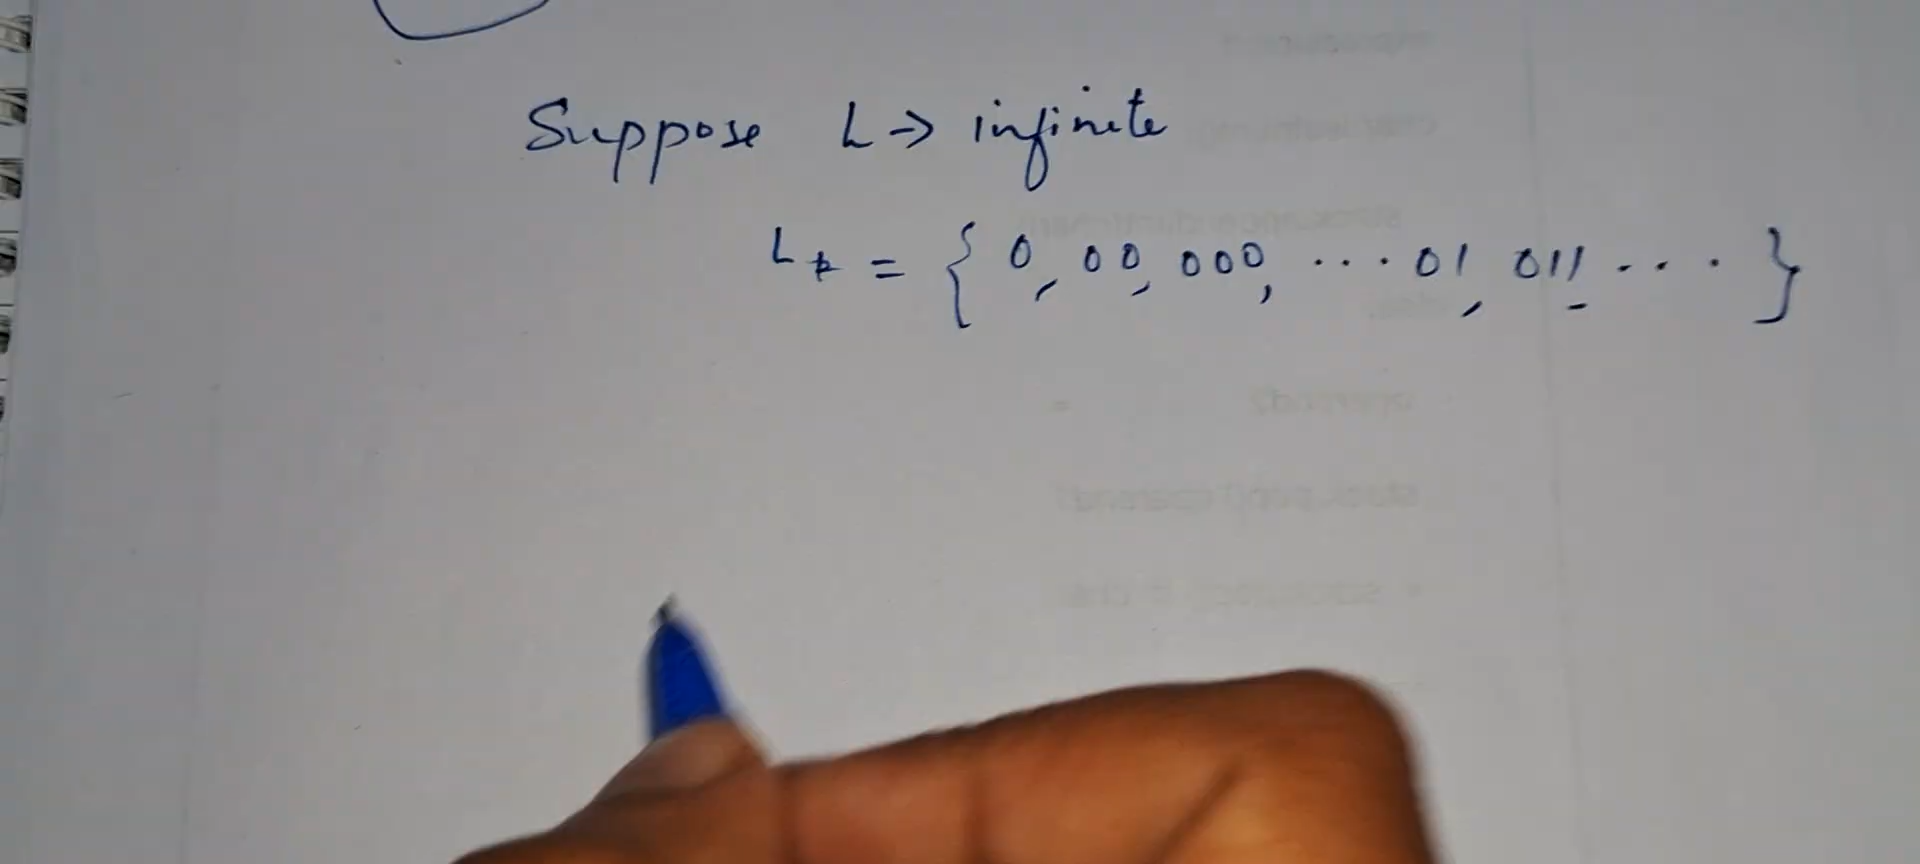 Suppose L → infinite
L = { 0, 00, 000, ... 01, 011 ... }